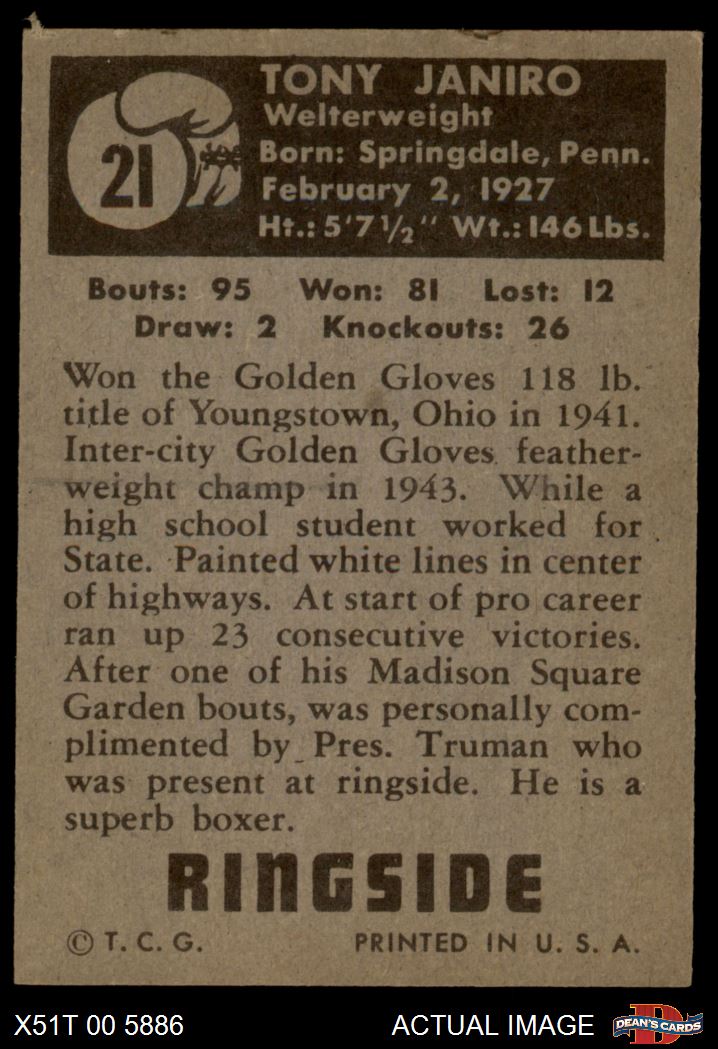 21
TONY JANIRO
Welterweight
Born: Springdale, Penn.
February 2, 1927
Ht.: 5'7 1/2" Wt.: 146 Lbs.
Bouts: 95 Won: 81 Lost: 12
Draw: 2 Knockouts: 26
Won the Golden Gloves 118 lb.
title of Youngstown, Ohio in 1941.
Inter-city Golden Gloves feather-
weight champ in 1943. While a
high school student worked for
State. Painted white lines in center
of highways. At start of pro career
ran up 23 consecutive victories.
After one of his Madison Square
Garden bouts, was personally com-
plimented by Pres. Truman who
was present at ringside. He is a
superb boxer.
RINGSIDE
© T. C. G. PRINTED IN U. S. A.
X51T 00 5886 ACTUAL IMAGE D DEAN'S CARDS